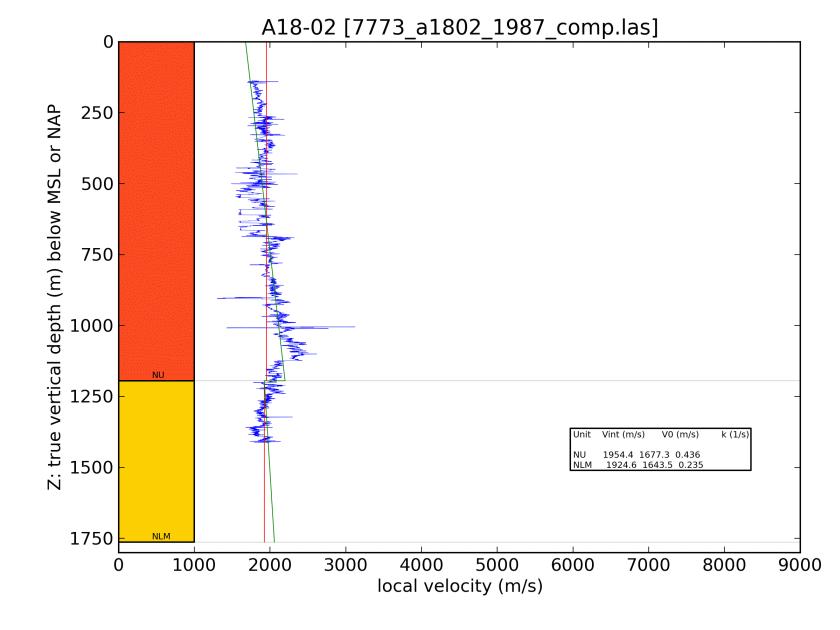 A18-02 [7773_a1802_1987_comp.las]
0
250
500
750
1000
1250
1500
1750
Z: true vertical depth (m) below MSL or NAP
NU
NLM
Unit Vint (m/s) V0 (m/s) k (1/s)
NU 1954.4 1677.3 0.436
NLM 1924.6 1643.5 0.235
0 1000 2000 3000 4000 5000 6000 7000 8000 9000
local velocity (m/s)